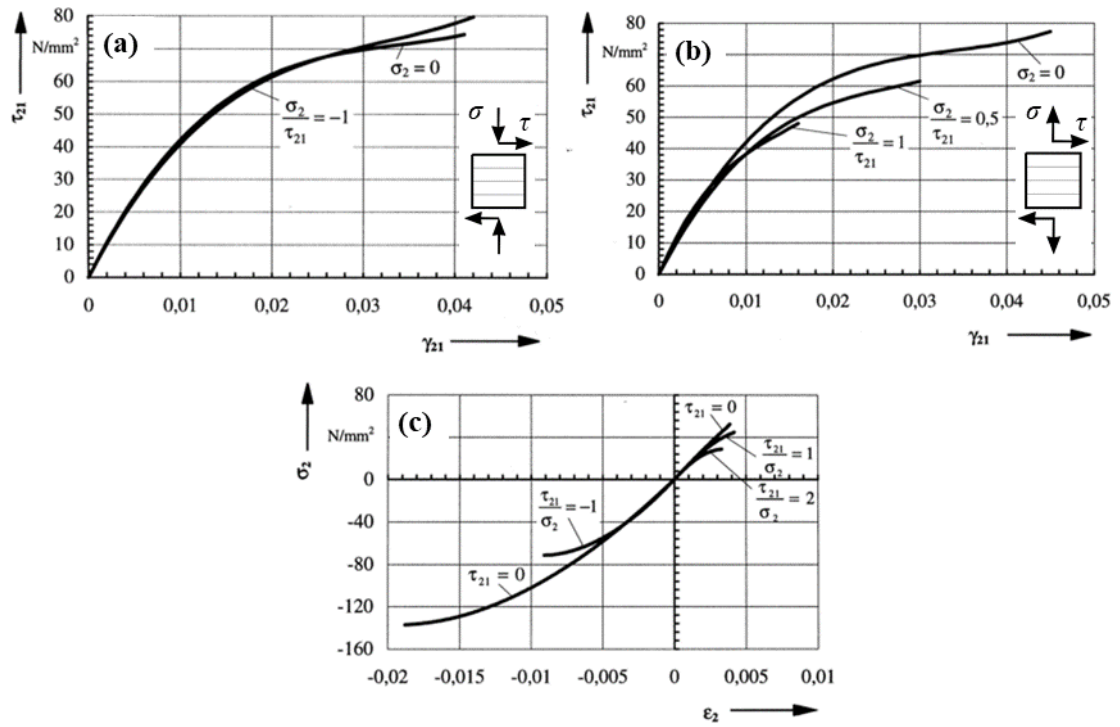 (a)
80
N/mm²
60
50
40
30
20
10
0
τ₂₁
σ₂ = 0
σ₂/τ₂₁ = −1
σ
τ
0 0,01 0,02 0,03 0,04 0,05
γ₂₁
(b)
80
N/mm²
60
50
40
30
20
10
0
τ₂₁
σ₂ = 0
σ₂/τ₂₁ = 0,5
σ₂/τ₂₁ = 1
σ
τ
0 0,01 0,02 0,03 0,04 0,05
γ₂₁
(c)
80
N/mm²
0
-40
-80
-120
-160
σ₂
τ₂₁ = 0
τ₂₁/σ₂ = 1
τ₂₁/σ₂ = 2
τ₂₁/σ₂ = −1
τ₂₁ = 0
-0,02 -0,015 -0,01 -0,005 0 0,005 0,01
ε₂